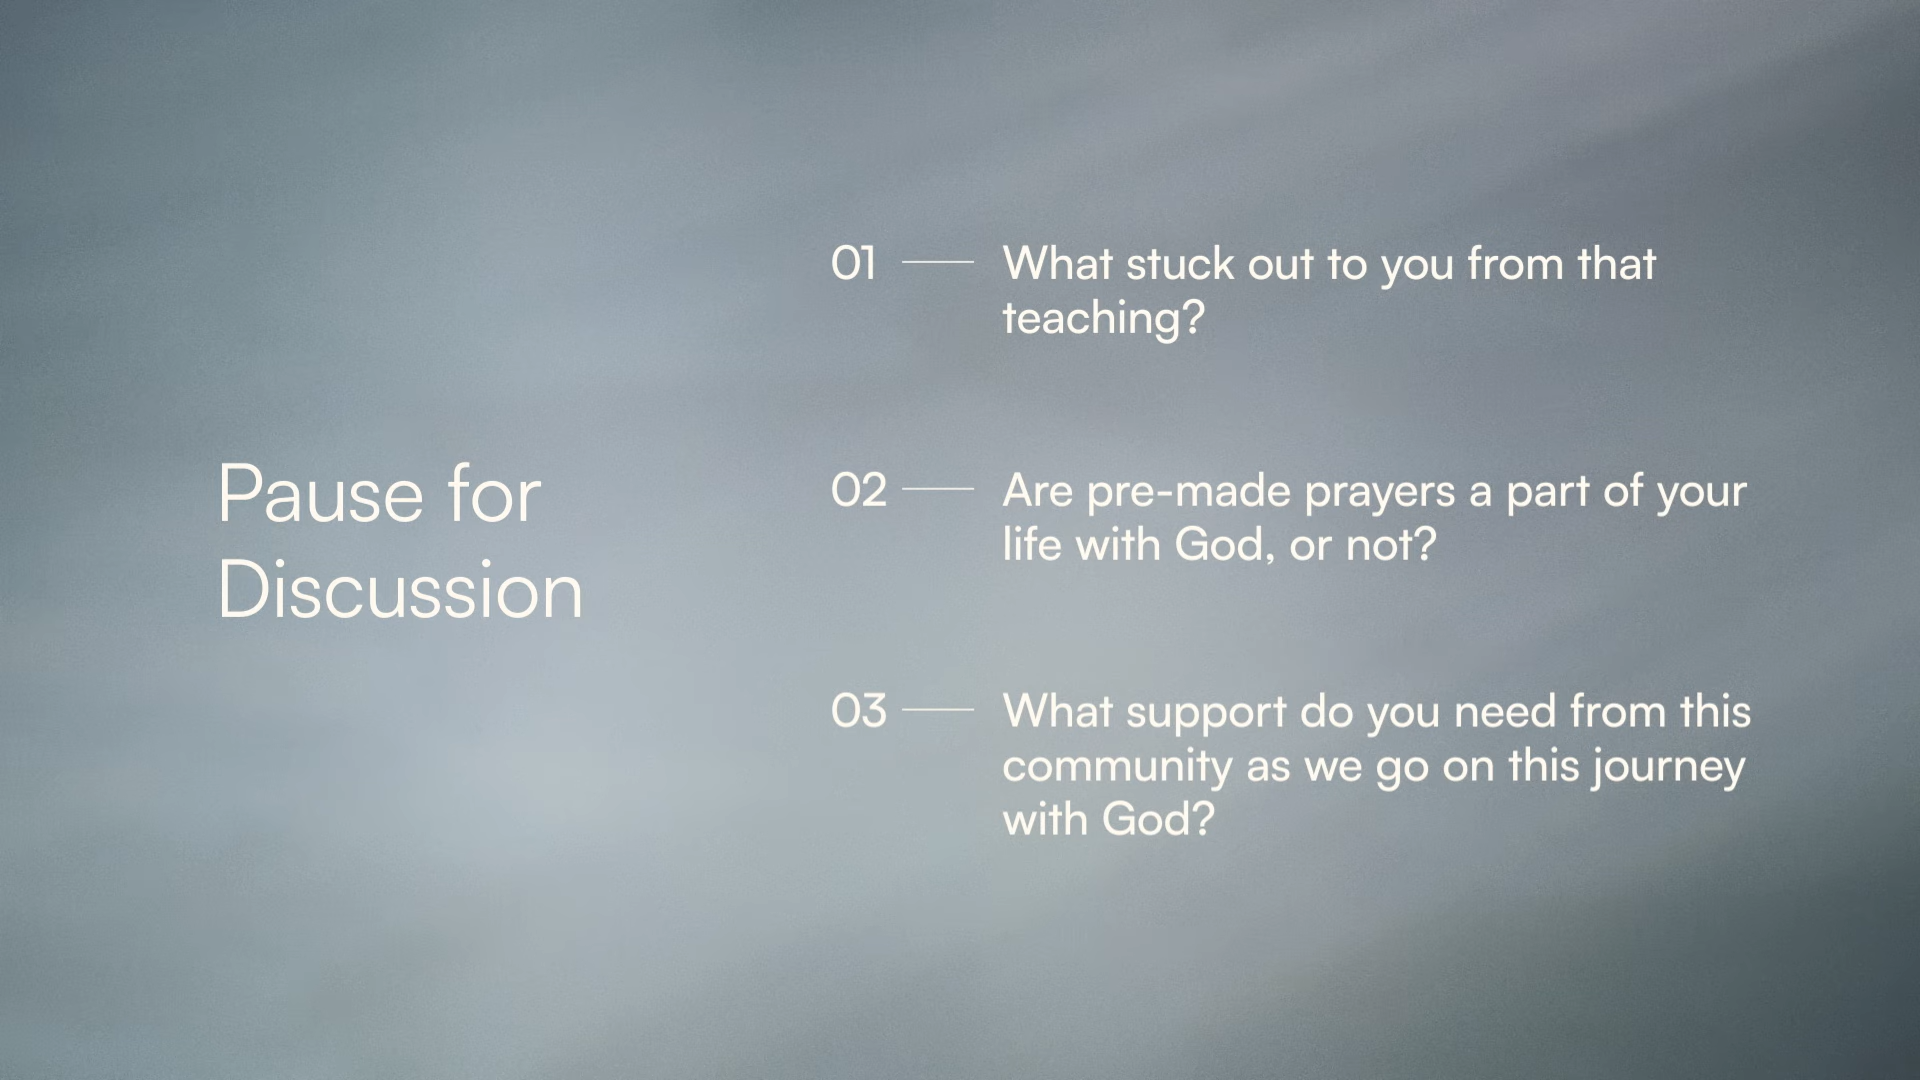 Pause for
Discussion
01
What stuck out to you from that
teaching?
02
Are pre-made prayers a part of your
life with God, or not?
03
What support do you need from this
community as we go on this journey
with God?